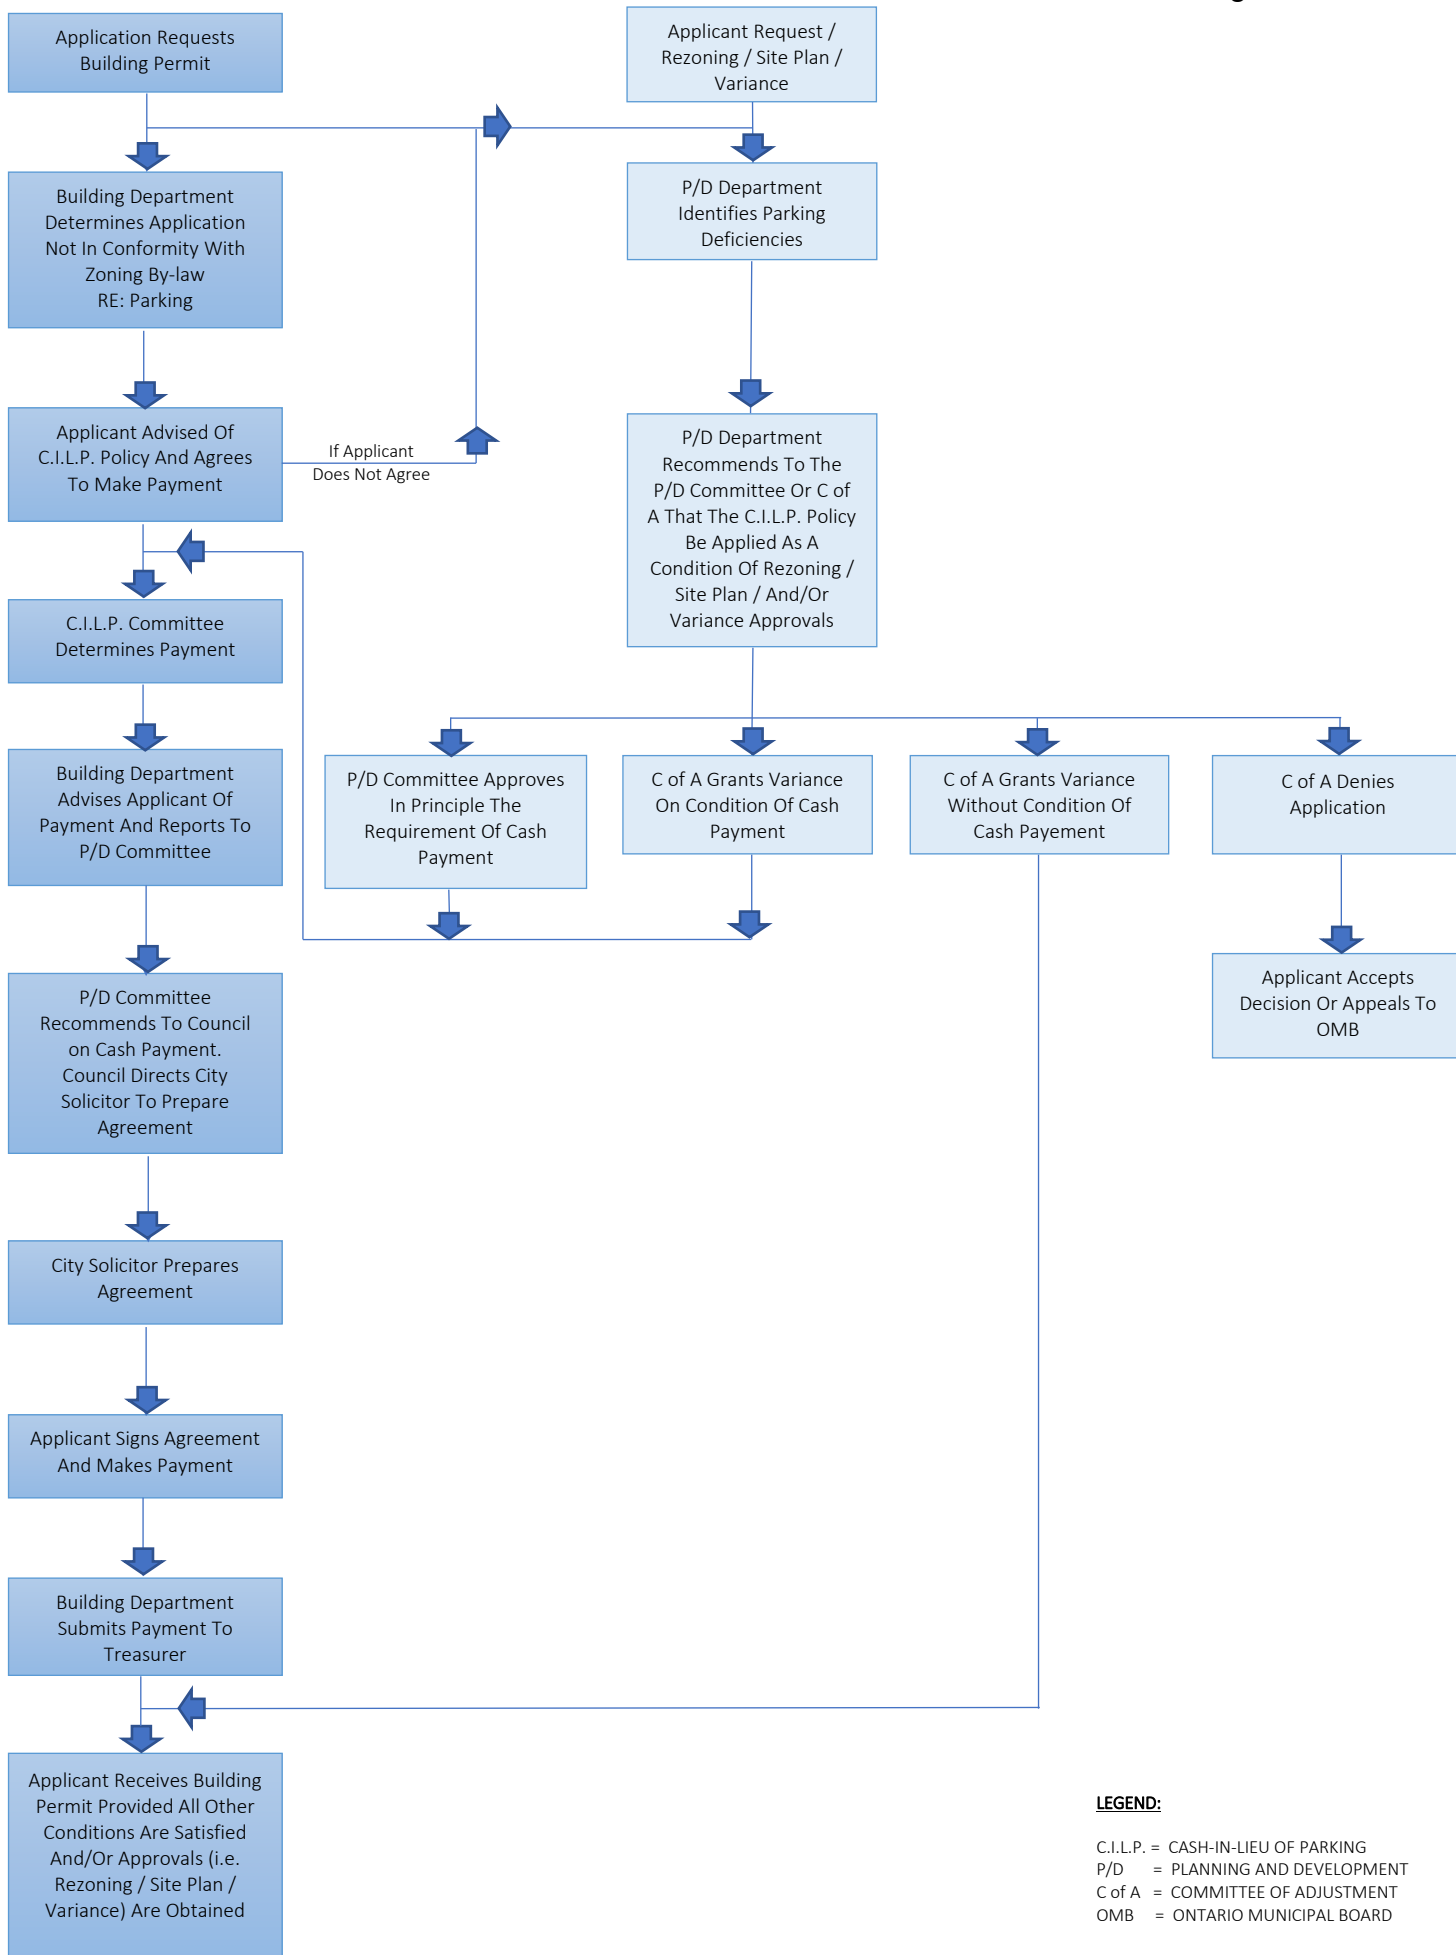 Application Requests
Building Permit
Applicant Request /
Rezoning / Site Plan /
Variance
Building Department
Determines Application
Not In Conformity With
Zoning By-law
RE: Parking
P/D Department
Identifies Parking
Deficiencies
Applicant Advised Of
C.I.L.P. Policy And Agrees
To Make Payment
If Applicant
Does Not Agree
P/D Department
Recommends To The
P/D Committee Or C of
A That The C.I.L.P. Policy
Be Applied As A
Condition Of Rezoning /
Site Plan / And/Or
Variance Approvals
C.I.L.P. Committee
Determines Payment
Building Department
Advises Applicant Of
Payment And Reports To
P/D Committee
P/D Committee Approves
In Principle The
Requirement Of Cash
Payment
C of A Grants Variance
On Condition Of Cash
Payment
C of A Grants Variance
Without Condition Of
Cash Payement
C of A Denies
Application
Applicant Accepts
Decision Or Appeals To
OMB
P/D Committee
Recommends To Council
on Cash Payment.
Council Directs City
Solicitor To Prepare
Agreement
City Solicitor Prepares
Agreement
Applicant Signs Agreement
And Makes Payment
Building Department
Submits Payment To
Treasurer
Applicant Receives Building
Permit Provided All Other
Conditions Are Satisfied
And/Or Approvals (i.e.
Rezoning / Site Plan /
Variance) Are Obtained
LEGEND:
C.I.L.P. = CASH-IN-LIEU OF PARKING
P/D = PLANNING AND DEVELOPMENT
C of A = COMMITTEE OF ADJUSTMENT
OMB = ONTARIO MUNICIPAL BOARD